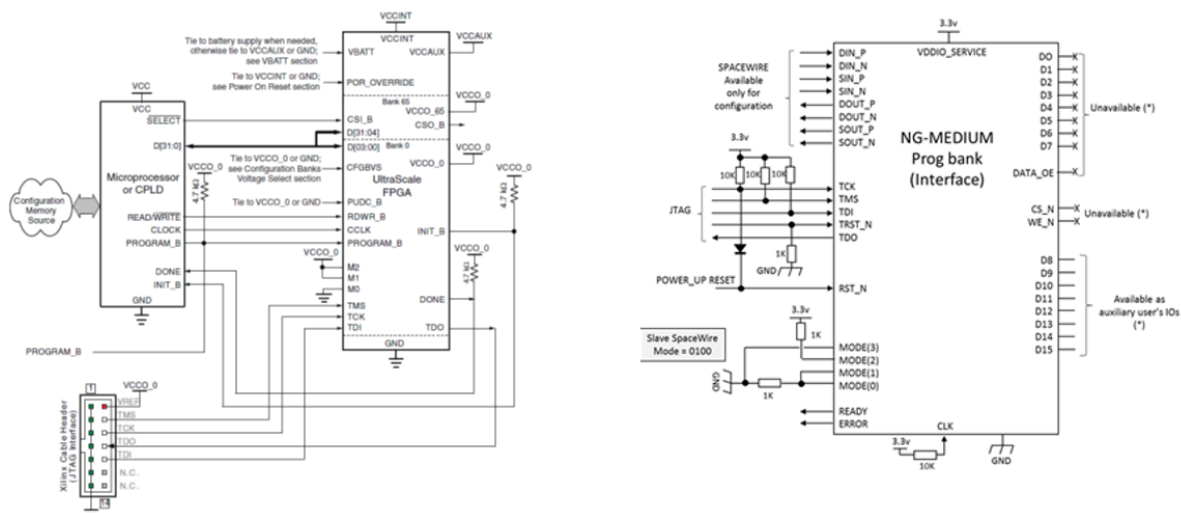 VCCINT
VCCINT
Tie to battery supply when needed,
otherwise tie to VCCAUX or GND;
see VBATT section
VBATT
VCCAUX
VCCAUX
Tie to VCCINT or GND;
see Power On Reset section
POR_OVERRIDE
Bank 65
VCCO_0
VCCO_65
VCC
VCC
SELECT
CSI_B
CSO_B
D[31:04]
D[31:0]
D[03:00]
Bank 0
Tie to VCCO_0 or GND;
see Configuration Banks
Voltage Select section
VCCO_0
VCCO_0
VCCO_0
CFGBVS
Microprocessor
or CPLD
VCCO_0
4.7 kΩ
UltraScale
FPGA
4.7 kΩ
Configuration
Memory
Source
Tie to VCCO_0 or GND
PUDC_B
READ/WRITE
RDWR_B
CLOCK
CCLK
INIT_B
PROGRAM_B
PROGRAM_B
VCCO_0
VCCO_0
4.7 kΩ
DONE
M2
M1
INIT_B
M0
DONE
GND
TMS
TCK
TDI
TDO
GND
PROGRAM_B
1
VCCO_0
VREF
TMS
TCK
TDO
TDI
N.C.
N.C.
14
Xilinx Cable Header
(JTAG Interface)
3.3v
VDDIO_SERVICE
SPACEWIRE
Available
only for
configuration
DIN_P
DIN_N
SIN_P
SIN_N
DOUT_P
DOUT_N
SOUT_P
SOUT_N
NG-MEDIUM
Prog bank
(Interface)
D0
D1
D2
D3
D4
D5
D6
D7
Unavailable (*)
DATA_OE
3.3v
10K
10K
10K
JTAG
TCK
TMS
TDI
TRST_N
TDO
CS_N
WE_N
Unavailable (*)
1K
GND
POWER_UP RESET
RST_N
D8
D9
D10
D11
D12
D13
D14
D15
Available as
auxiliary user's IOs
(*)
3.3v
1K
Slave SpaceWire
Mode = 0100
MODE(3)
MODE(2)
MODE(1)
MODE(0)
GND
1K
READY
ERROR
CLK
3.3v
10K
GND